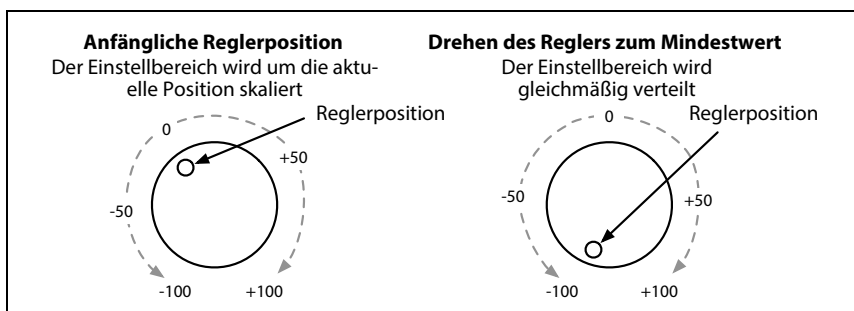 Anfängliche Reglerposition
Der Einstellbereich wird um die aktu-
elle Position skaliert
Reglerposition
0
+50
-50
-100
+100
Drehen des Reglers zum Mindestwert
Der Einstellbereich wird
gleichmäßig verteilt
0
Reglerposition
-50
+50
-100
+100